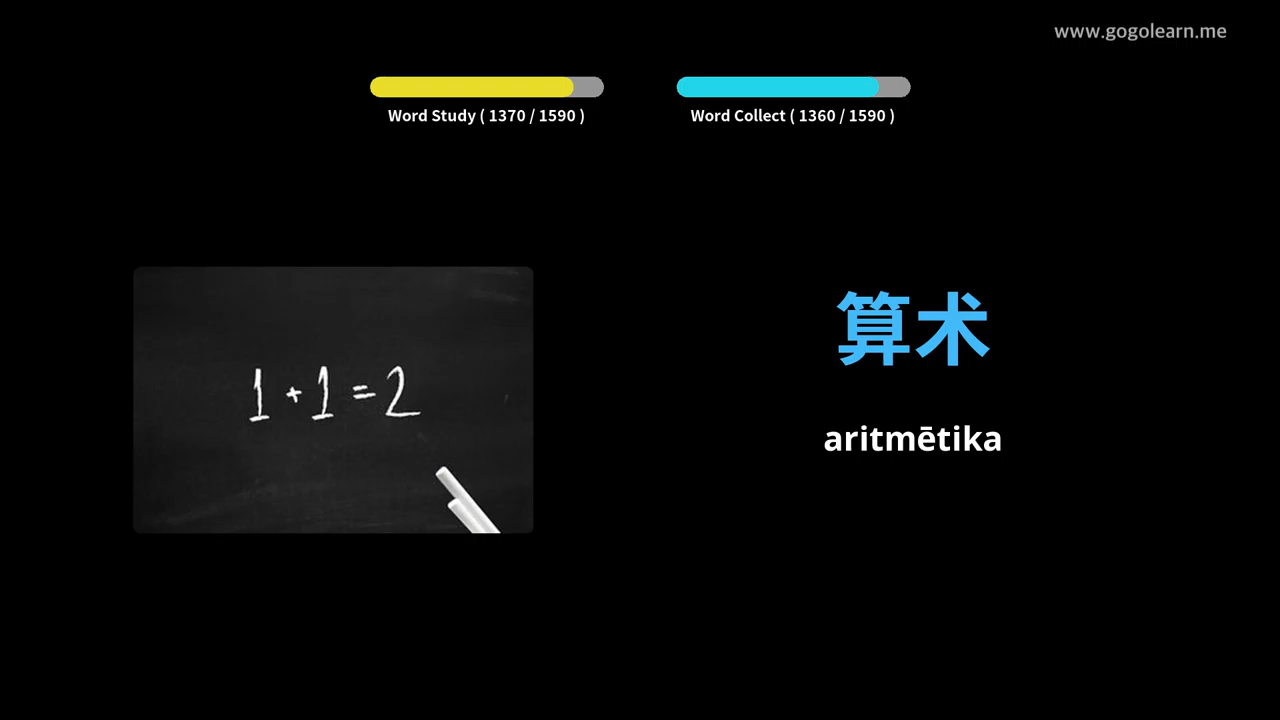 www.gogolearn.me
Word Study ( 1370 / 1590 )
Word Collect ( 1360 / 1590 )
1 + 1 = 2
算术
aritmētika